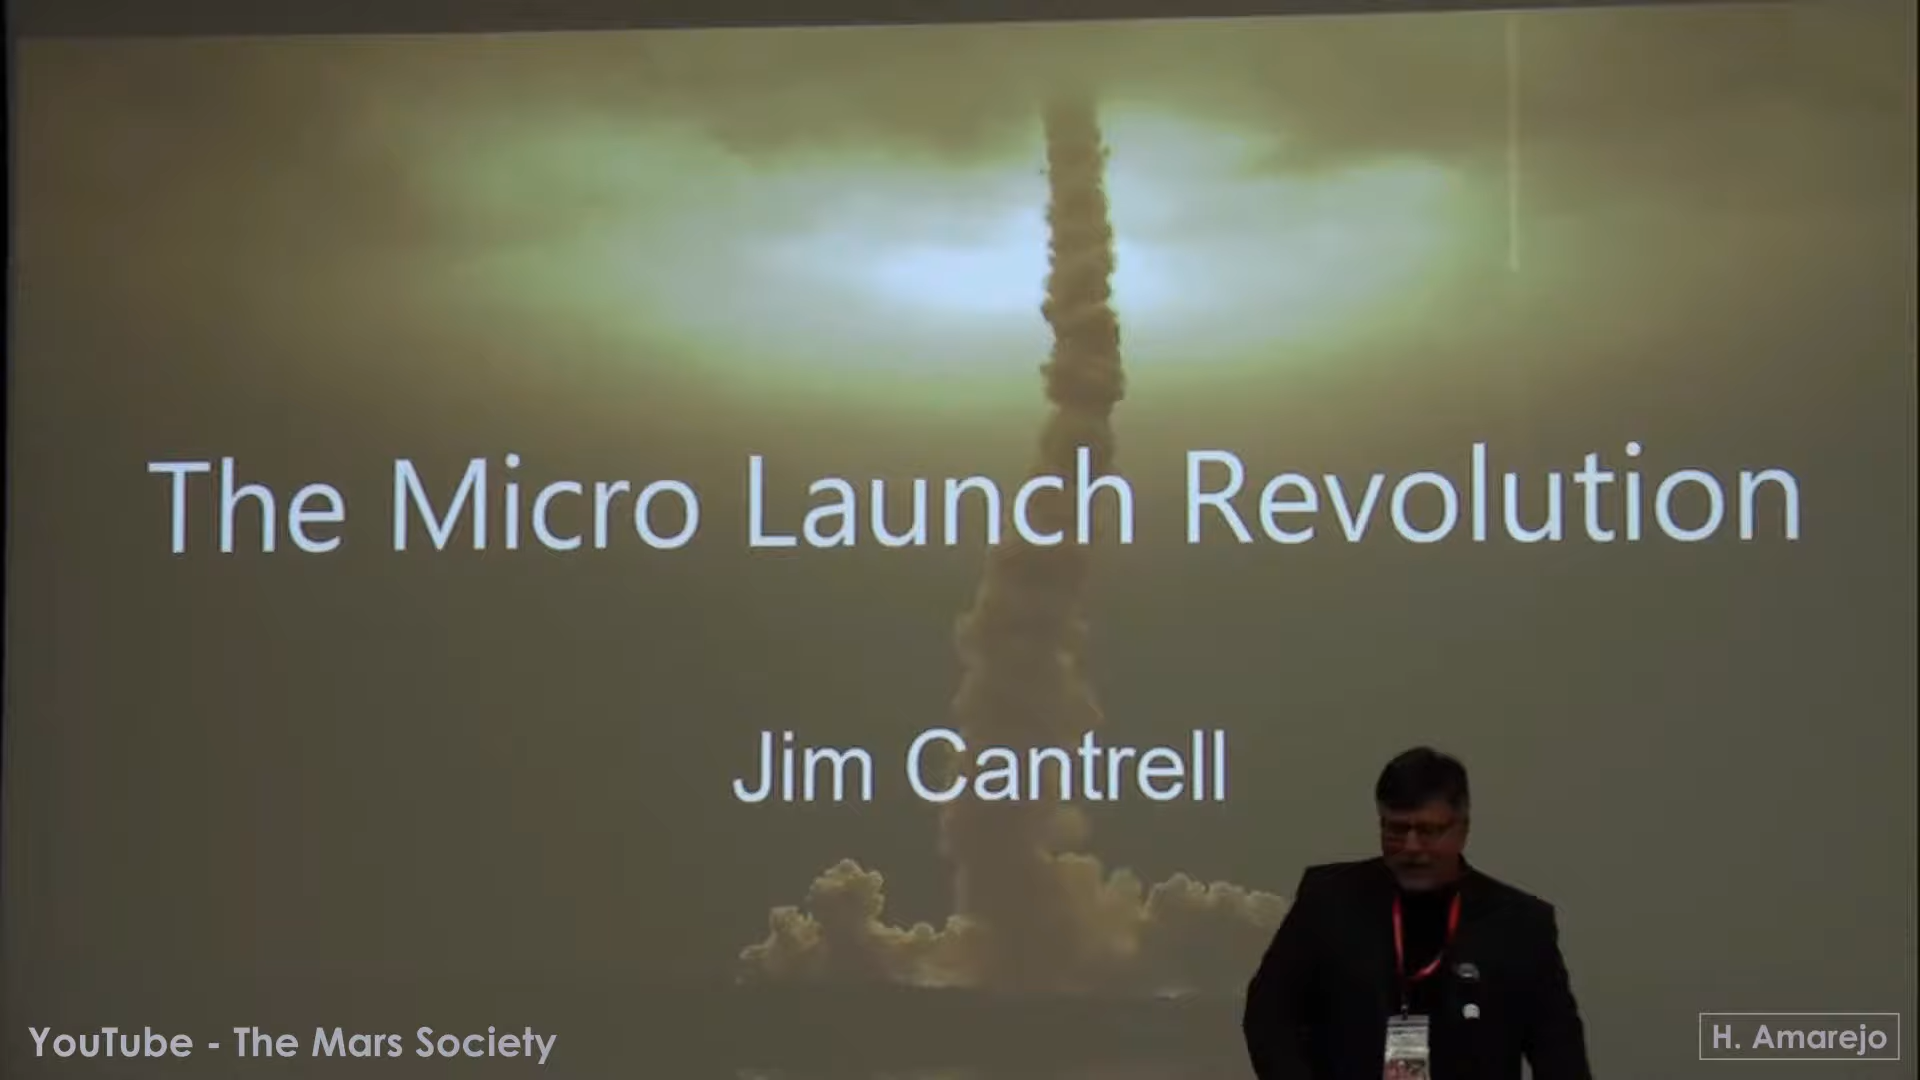 The Micro Launch Revolution
Jim Cantrell
YouTube - The Mars Society
H. Amarejo